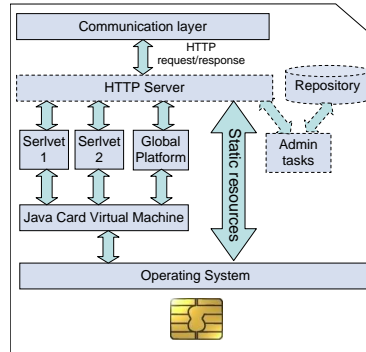 Communication layer
HTTP
request/response
HTTP Server
Repository
Serlvet
1
Serlvet
2
Global
Platform
Static resources
Admin
tasks
Java Card Virtual Machine
Operating System